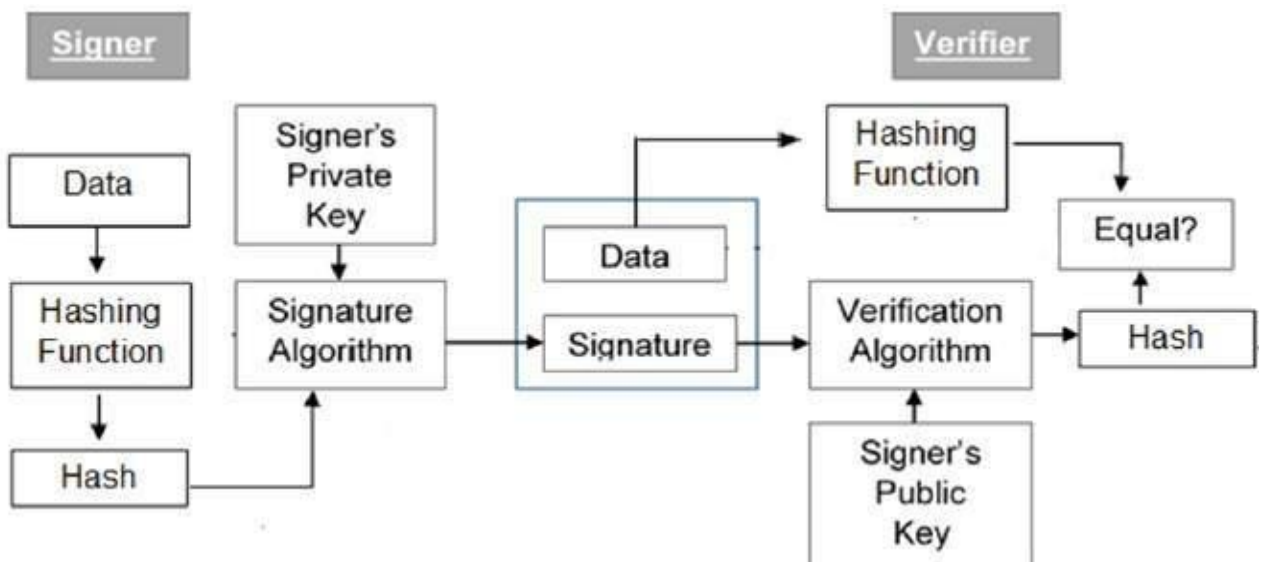 Signer
Verifier
Data
Hashing
Function
Hash
Signer's
Private
Key
Signature
Algorithm
Data
Signature
Hashing
Function
Verification
Algorithm
Signer's
Public
Key
Equal?
Hash